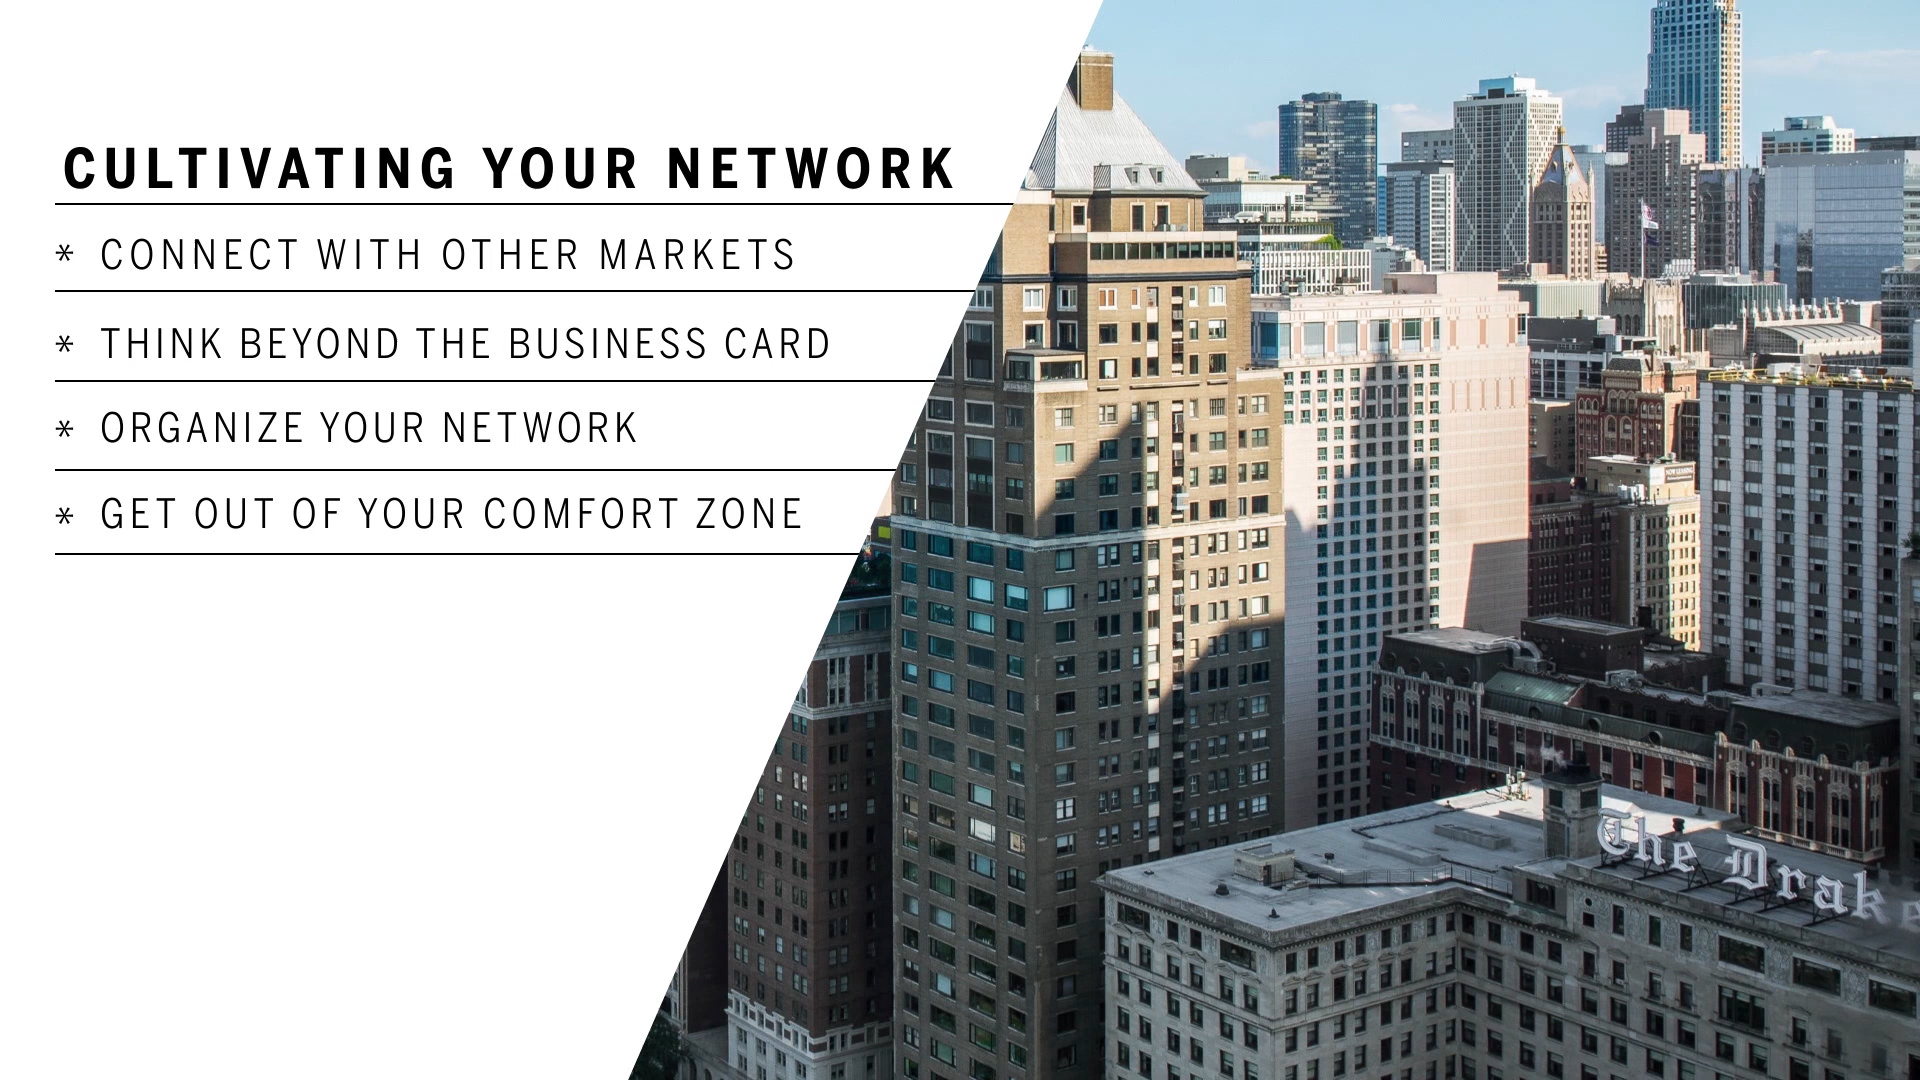 CULTIVATING YOUR NETWORK
* CONNECT WITH OTHER MARKETS
* THINK BEYOND THE BUSINESS CARD
* ORGANIZE YOUR NETWORK
* GET OUT OF YOUR COMFORT ZONE
The Drake